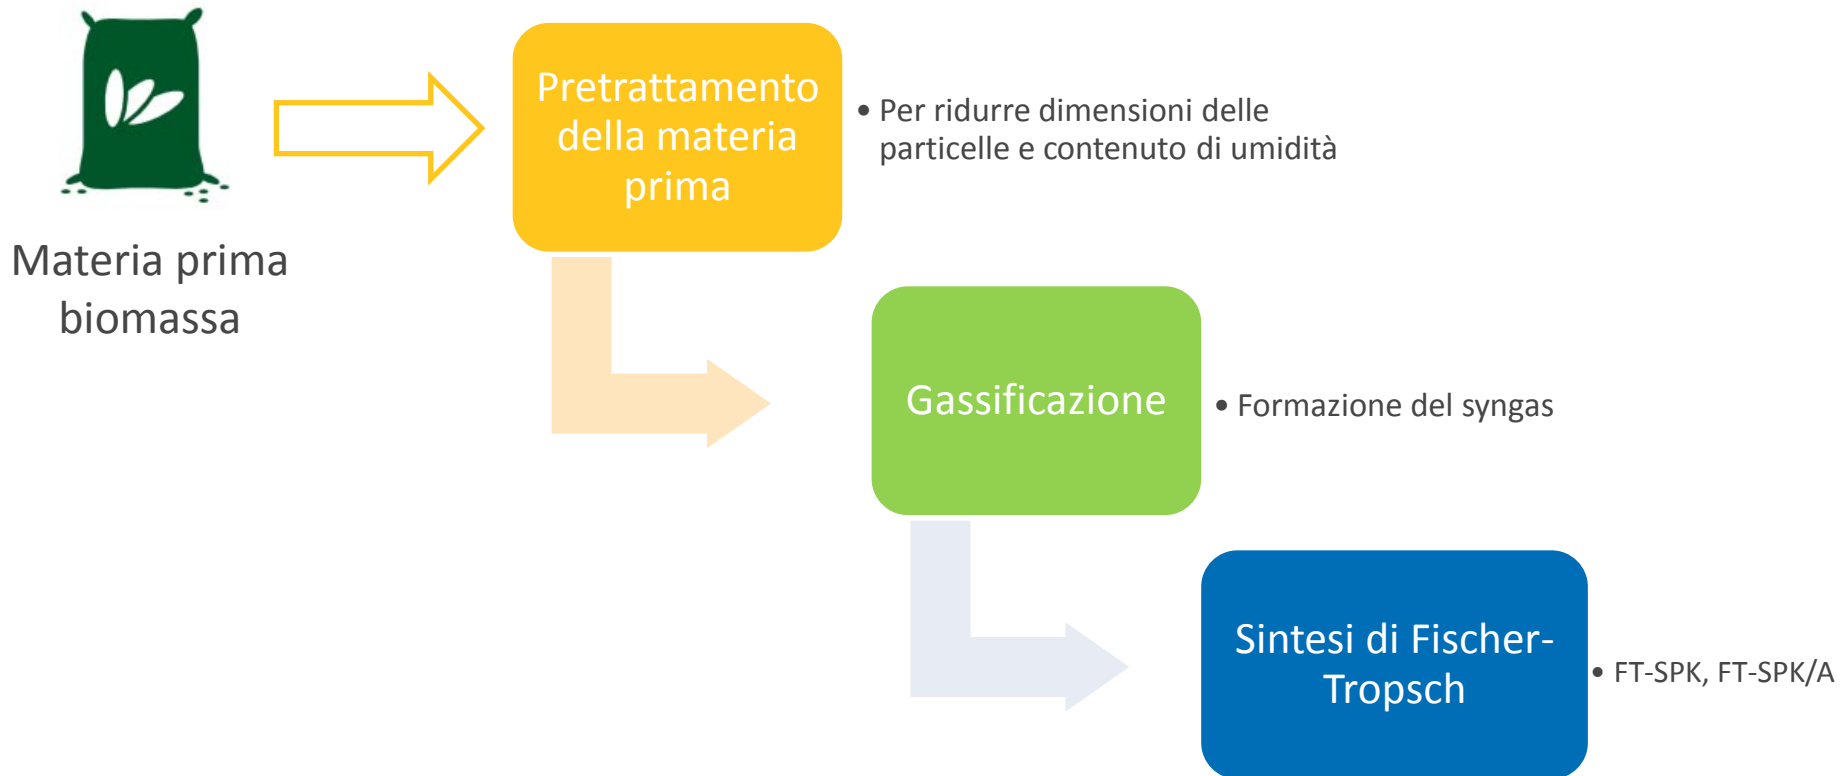 Materia prima
biomassa
Pretrattamento
della materia
prima
• Per ridurre dimensioni delle
particelle e contenuto di umidità
Gassificazione
• Formazione del syngas
Sintesi di Fischer-
Tropsch
• FT-SPK, FT-SPK/A